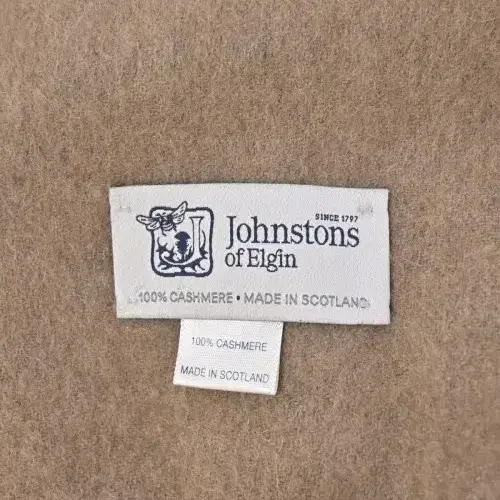 SINCE 1797
Johnstons
of Elgin
100% CASHMERE • MADE IN SCOTLAND
100% CASHMERE
MADE IN SCOTLAND